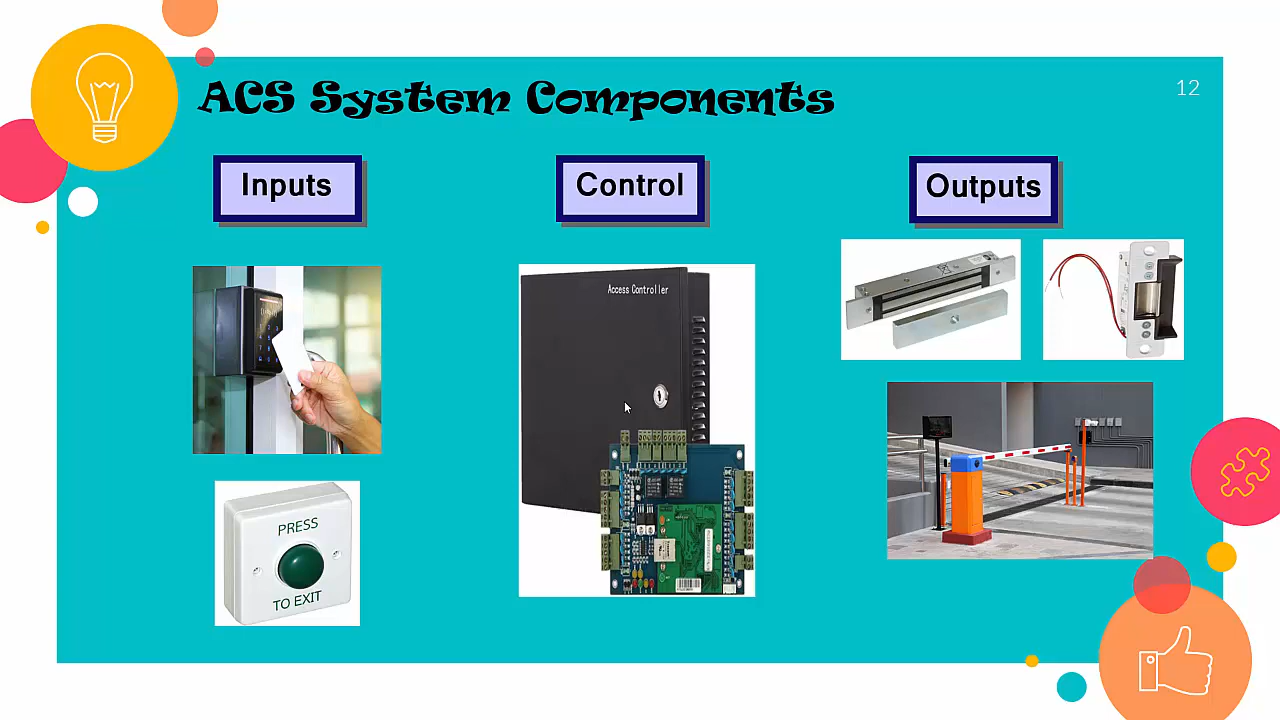 ACS System Components
12
Inputs
Control
Outputs
Access Controller
PRESS
TO EXIT